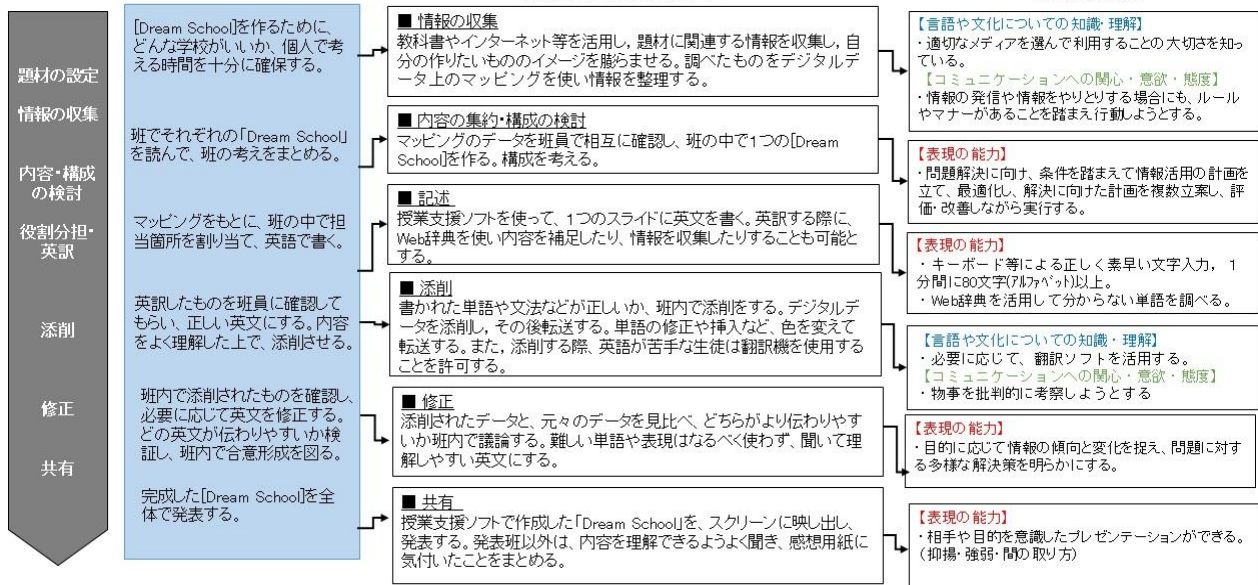 題材の設定
情報の収集
内容・構成
の検討
役割分担・
英訳
添削
修正
共有
[Dream School]を作るために、
どんな学校がいいか、個人で考
える時間を十分に確保する。
班でそれぞれの「Dream School」
を読んで、班の考えをまとめる。
マッピングをもとに、班の中で担
当箇所を割り当て、英語で書く。
英訳したものを班員に確認して
もらい、正しい英文にする。内容
をよく理解した上で、添削させる。
班内で添削されたものを確認し、
必要に応じて英文を修正する。
どの英文が伝わりやすいか検
証し、班内で合意形成を図る。
完成した[Dream School]を全
体で発表する。
■ 情報の収集
教科書やインターネット等を活用し，題材に関連する情報を収集し，自
分の作りたいもののイメージを膨らませる。調べたものをデジタルデ
ータ上のマッピングを使い情報を整理する。
■ 内容の集約・構成の検討
マッピングのデータを班員で相互に確認し、班の中で1つの[Dream
School]を作る。構成を考える。
■ 記述
授業支援ソフトを使って、1つのスライドに英文を書く。英訳する際に、
Web辞典を使い内容を補足したり、情報を収集したりすることも可能と
する。
■ 添削
書かれた単語や文法などが正しいか、班内で添削をする。デジタル
データを添削し，その後転送する。単語の修正や挿入など、色を変えて
転送する。また，添削する際、英語が苦手な生徒は翻訳機を使用するこ
とを許可する。
■ 修正
添削されたデータと、元々のデータを見比べ、どちらがより伝わりやす
いか班内で議論する。難しい単語や表現はなるべく使わず、聞いて理
解しやすい英文にする。
■ 共有
授業支援ソフトで作成した「Dream School」を、スクリーンに映し出し、
発表する。発表班以外は、内容を理解できるようよく聞き、感想用紙に
気付いたことをまとめる。
【言語や文化についての知識・理解】
・適切なメディアを選んで利用することの大切さを知っ
ている。
【コミュニケーションへの関心・意欲・態度】
・情報の発信や情報をやりとりする場合にも、ルール
やマナーがあることを踏まえ行動しようとする。
【表現の能力】
・問題解決に向け、条件を踏まえて情報活用の計画を
立て、最適化し、解決に向けた計画を複数立案し、評
価・改善しながら実行する。
【表現の能力】
・キーボード等による正しく素早い文字入力， 1
分間に80文字(ｱﾙﾌｧﾍﾞｯﾄ)以上。
・Web辞典を活用して分からない単語を調べる。
【言語や文化についての知識・理解】
・必要に応じて、翻訳ソフトを活用する。
【コミュニケーションへの関心・意欲・態度】
・物事を批判的に考察しようとする
【表現の能力】
・目的に応じて情報の傾向と変化を捉え、問題に対す
る多様な解決策を明らかにする。
【表現の能力】
・相手や目的を意識したプレゼンテーションができる。
（抑揚・強弱・間の取り方）